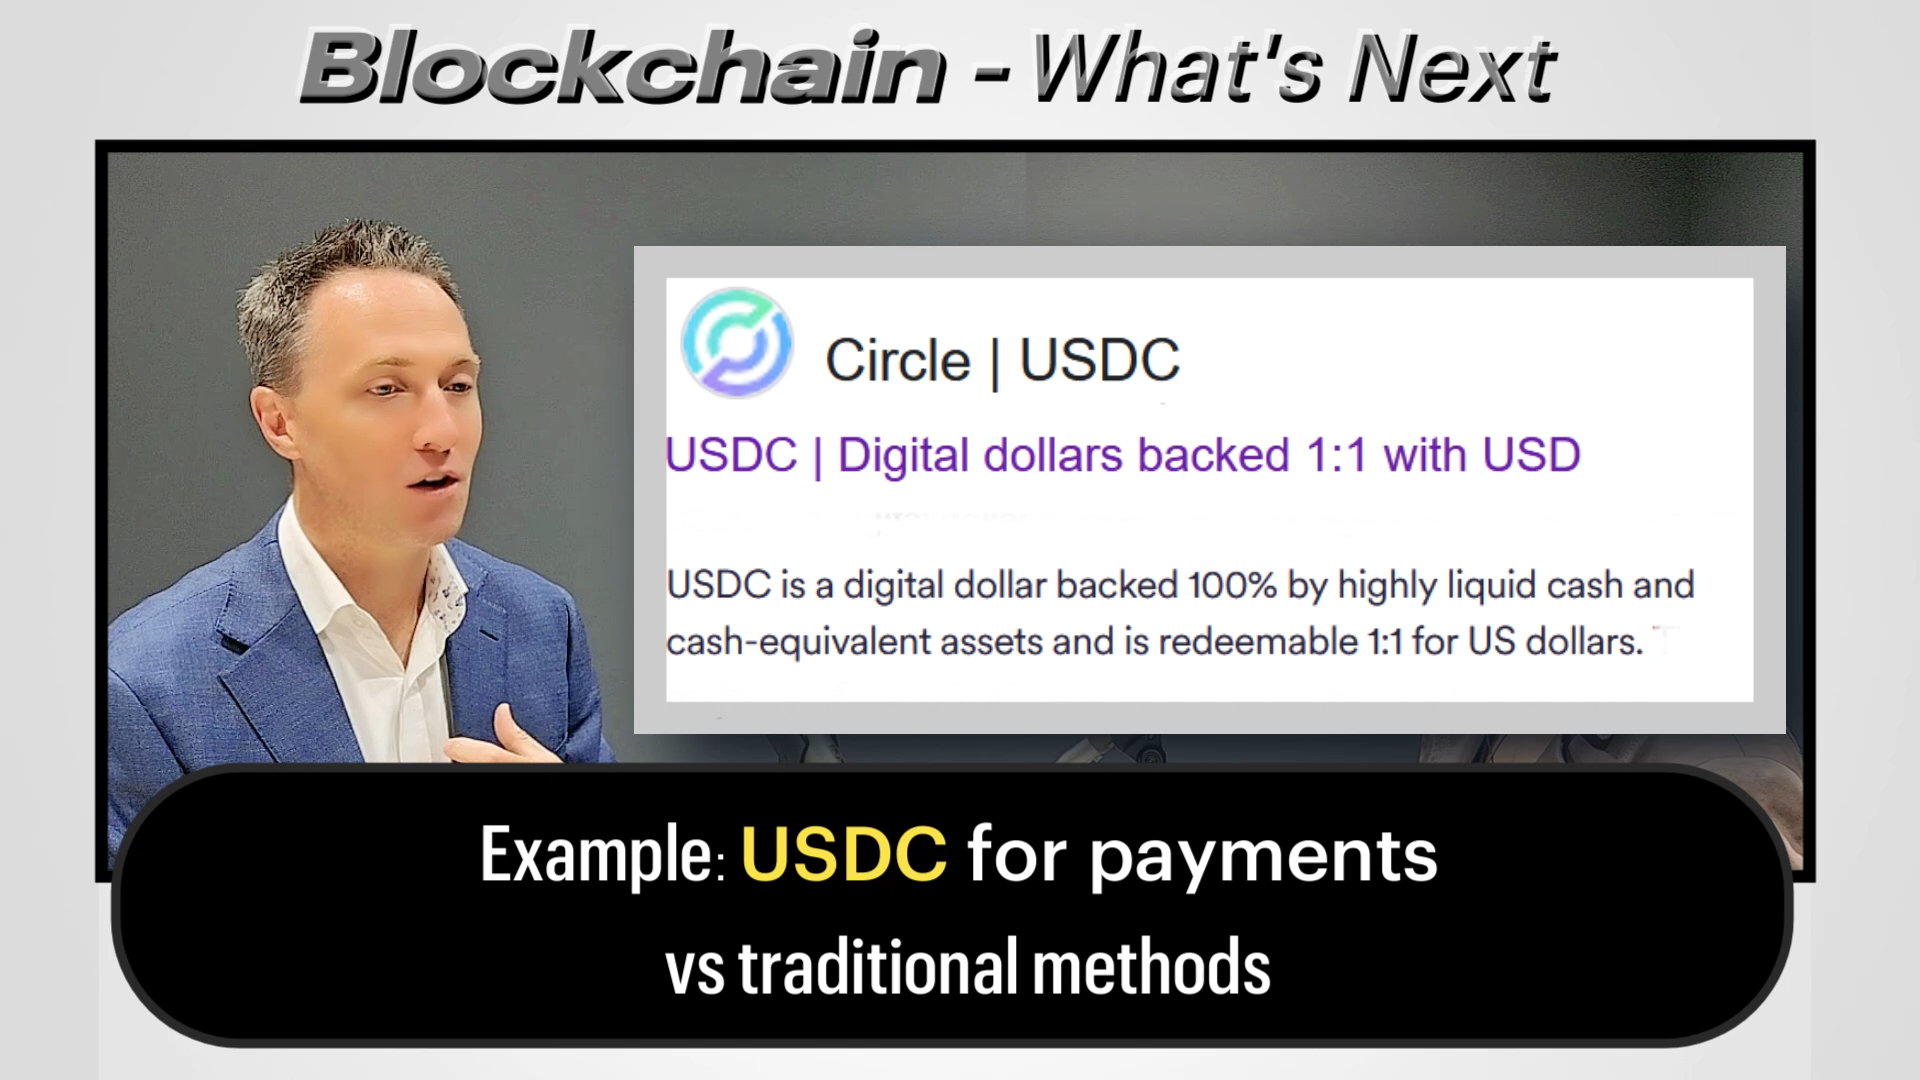 Blockchain - What's Next
Circle | USDC
USDC | Digital dollars backed 1:1 with USD
USDC is a digital dollar backed 100% by highly liquid cash and
cash-equivalent assets and is redeemable 1:1 for US dollars.
Example: USDC for payments
vs traditional methods